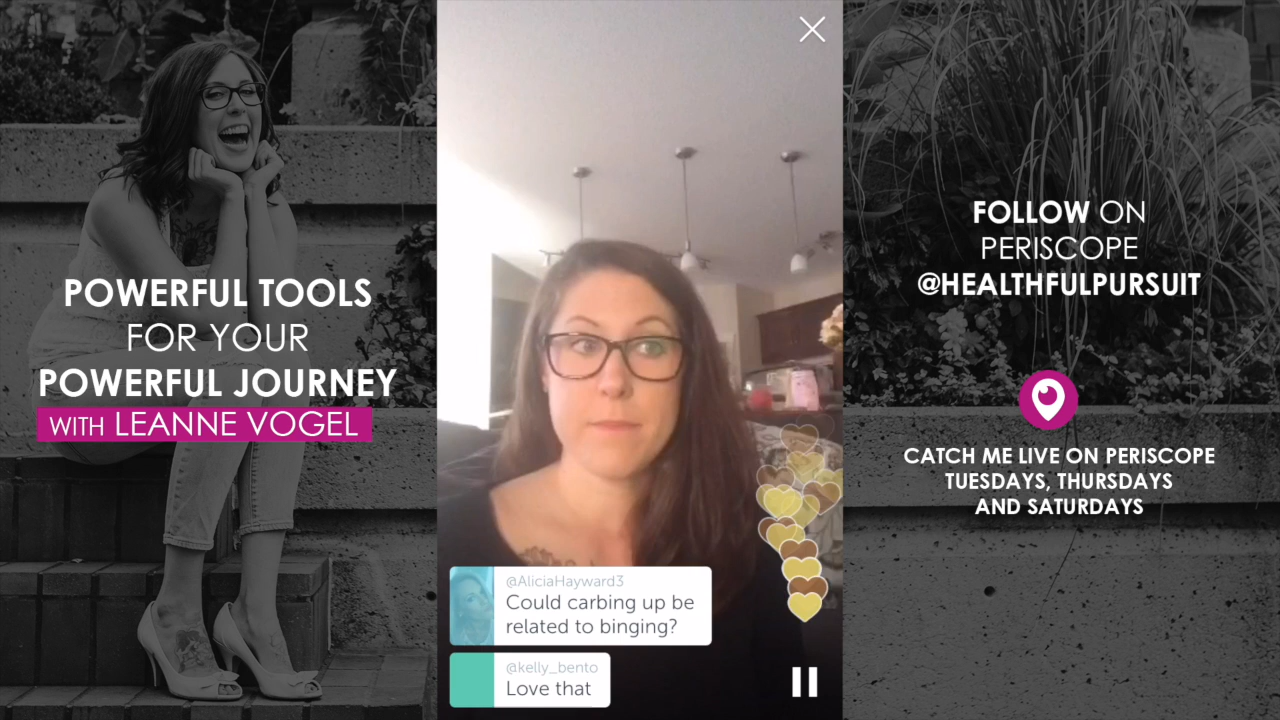 POWERFUL TOOLS
FOR YOUR
POWERFUL JOURNEY
WITH LEANNE VOGEL
@AliciaHayward3
Could carbing up be
related to binging?
@kelly_bento
Love that
FOLLOW ON
PERISCOPE
@HEALTHFULPURSUIT
CATCH ME LIVE ON PERISCOPE
TUESDAYS, THURSDAYS
AND SATURDAYS